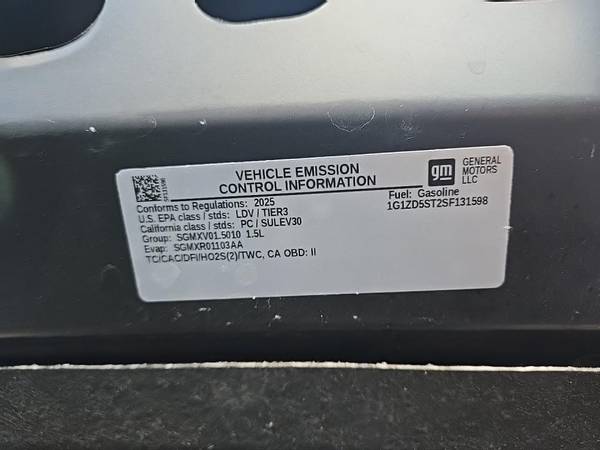 VEHICLE EMISSION
CONTROL INFORMATION
gm
GENERAL
MOTORS
LLC
Conforms to Regulations: 2025
Fuel: Gasoline
U.S. EPA class / stds: LDV / TIER3
1G1ZD5ST2SF131598
California class / stds: PC / SULEV30
Group: SGMXV01.5010 1.5L
Evap: SGMXR01103AA
TC/CAC/DFI/HO2S(2)/TWC, CA OBD: II
SF131598